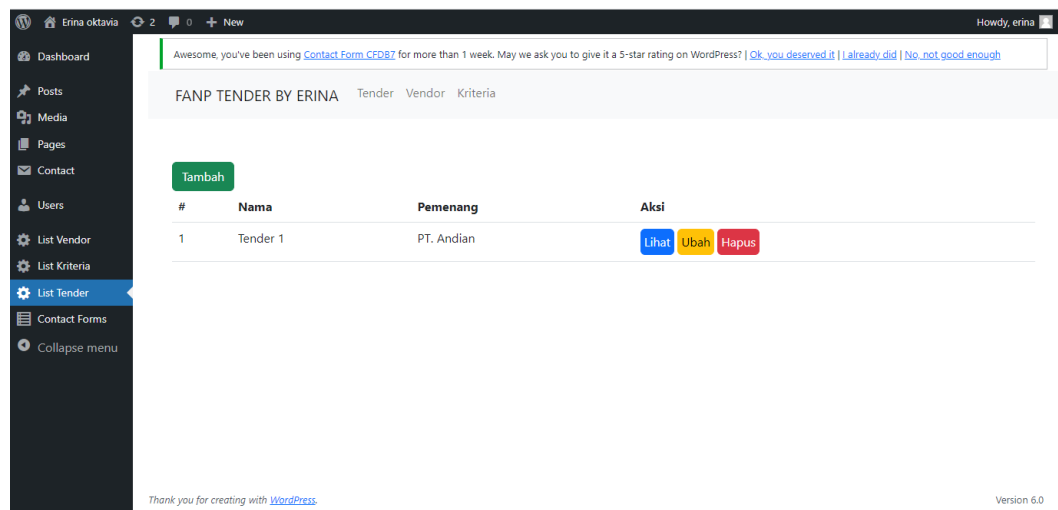 Erina oktavia 2 0 New Howdy, erina
Dashboard
Posts
Media
Pages
Contact
Users
List Vendor
List Kriteria
List Tender
Contact Forms
Collapse menu
Awesome, you've been using Contact Form CFDB7 for more than 1 week. May we ask you to give it a 5-star rating on WordPress? | Ok, you deserved it | I already did | No, not good enough
FANP TENDER BY ERINA Tender Vendor Kriteria
Tambah
# Nama Pemenang Aksi
1 Tender 1 PT. Andian Lihat Ubah Hapus
Thank you for creating with WordPress. Version 6.0